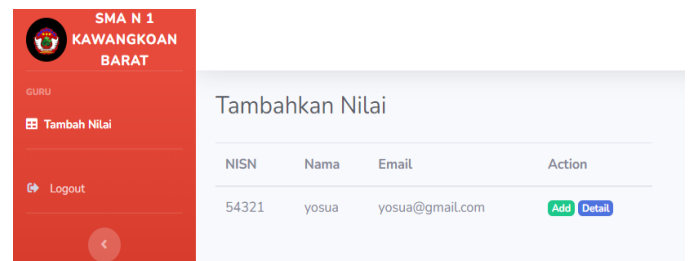 SMA N 1
KAWANGKOAN
BARAT
GURU
Tambah Nilai
Logout
Tambahkan Nilai
NISN Nama Email Action
54321 yosua yosua@gmail.com Add Detail